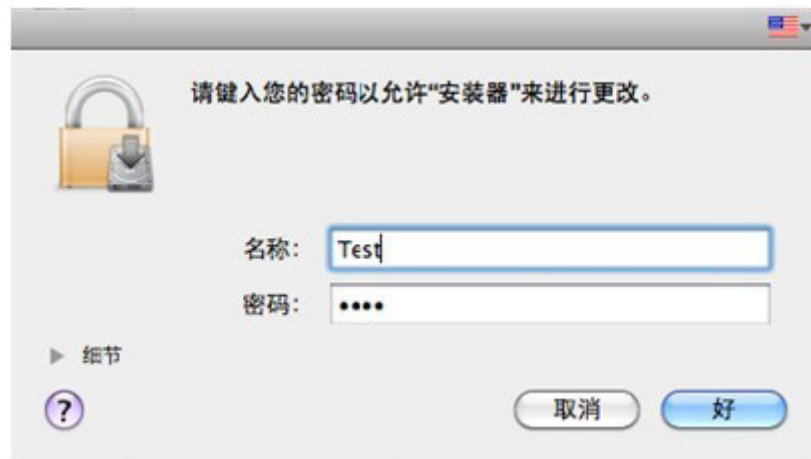 请键入您的密码以允许“安装器”来进行更改。
名称： Test
密码： ••••
细节
?
取消 好